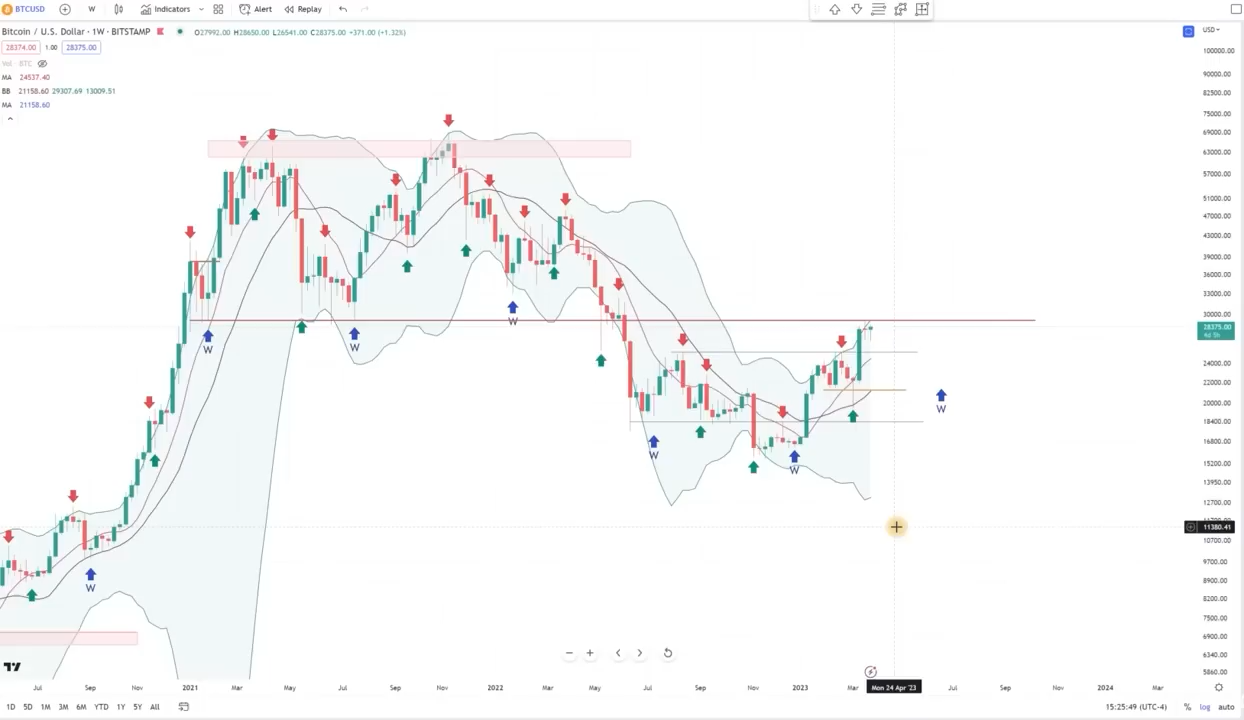 BTCUSD W Indicators Alert Replay
Bitcoin / U.S. Dollar · 1W · BITSTAMP O27992.00 H28650.00 L26541.00 C28375.00 +371.00 (+1.32%) USD
28374.00 1.00 28375.00
Vol · BTC
MA 24537.40
BB 21158.60 29307.69 13009.51
MA 21158.60
100000.00
90000.00
82500.00
75000.00
69000.00
63000.00
57000.00
51000.00
47000.00
43000.00
39000.00
36000.00
33000.00
30000.00
28375.00
4d 5h
24000.00
22000.00
20000.00
18400.00
16800.00
15200.00
13950.00
12700.00
11380.41
10700.00
9700.00
8900.00
8200.00
7500.00
6900.00
6340.00
5860.00
W
W
W
W
W
W
W
Jul Sep Nov 2021 Mar May Jul Sep Nov 2022 Mar May Jul Sep Nov 2023 Mar Mon 24 Apr '23 Jul Sep Nov 2024 Mar
1D 5D 1M 3M 6M YTD 1Y 5Y All 15:25:49 (UTC-4) % log auto